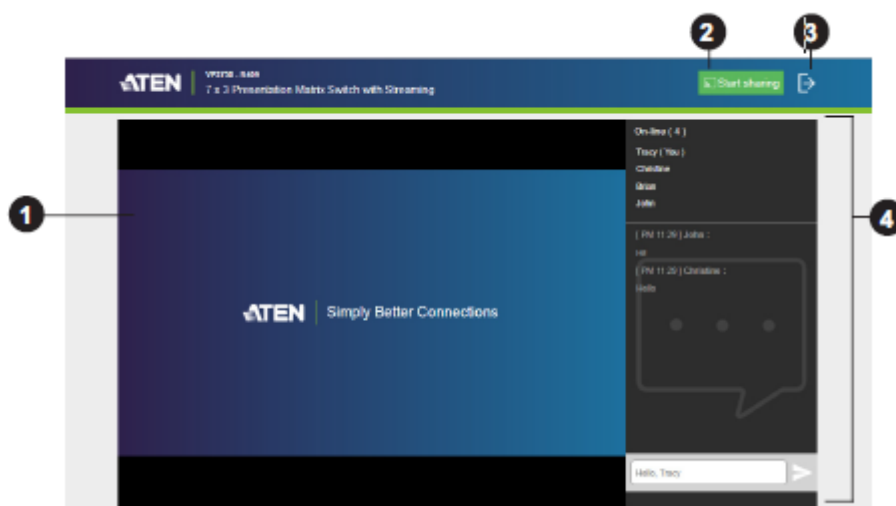 2
3
ATEN
7 x 3 Presentation Matrix Switch with Streaming
Start sharing
1
ATEN
Simply Better Connections
On-line ( 4 )
Tracy ( You )
Christine
Brian
John
[ PM 11:29 ] John :
Hi!
[ PM 11:29 ] Christine :
Hello
4
Hello, Tracy